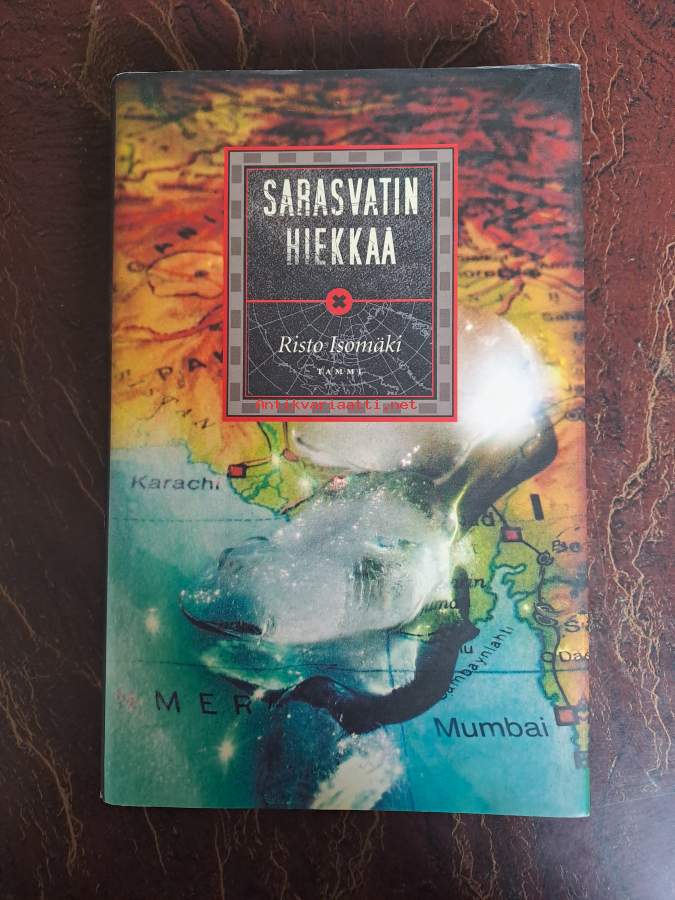 SARASVATIN
HIEKKAA
Risto Isomäki
TAMMI
Antikvariaatti.net
Karachi
I
MERI
Mumbai